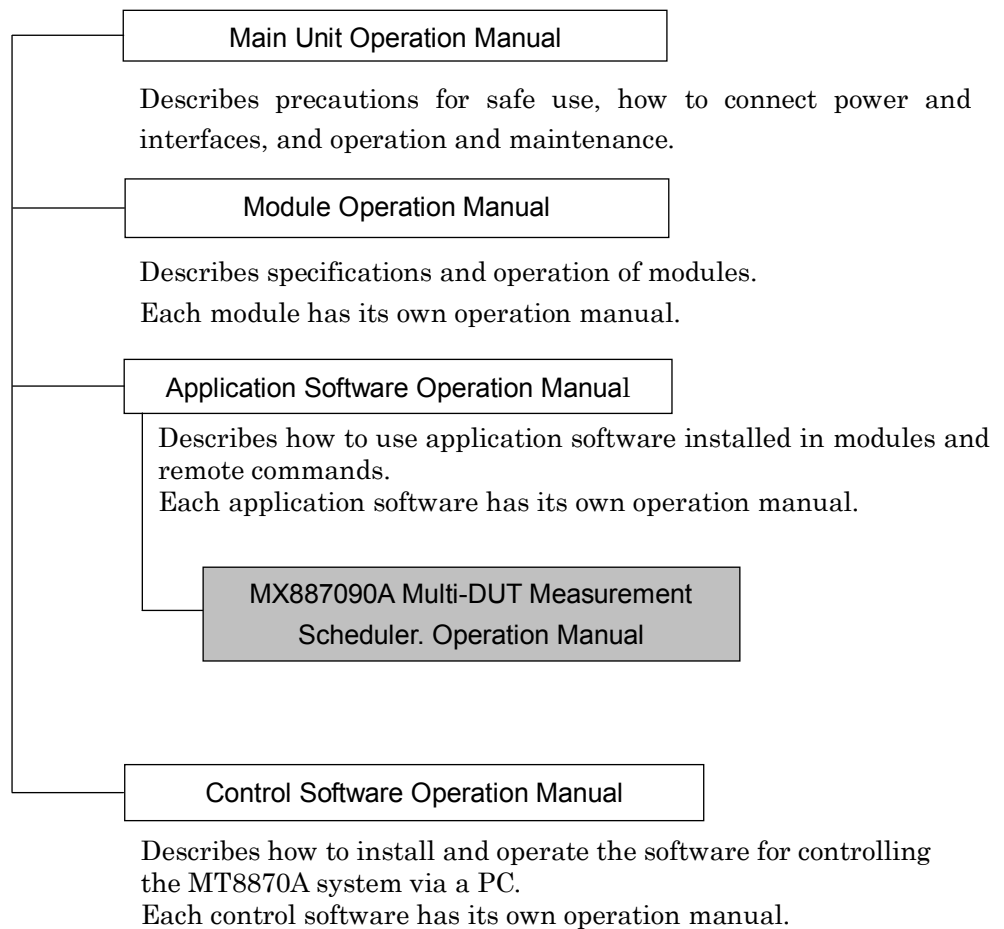 Main Unit Operation Manual
Describes precautions for safe use, how to connect power and
interfaces, and operation and maintenance.
Module Operation Manual
Describes specifications and operation of modules.
Each module has its own operation manual.
Application Software Operation Manual
Describes how to use application software installed in modules and
remote commands.
Each application software has its own operation manual.
MX887090A Multi-DUT Measurement
Scheduler. Operation Manual
Control Software Operation Manual
Describes how to install and operate the software for controlling
the MT8870A system via a PC.
Each control software has its own operation manual.